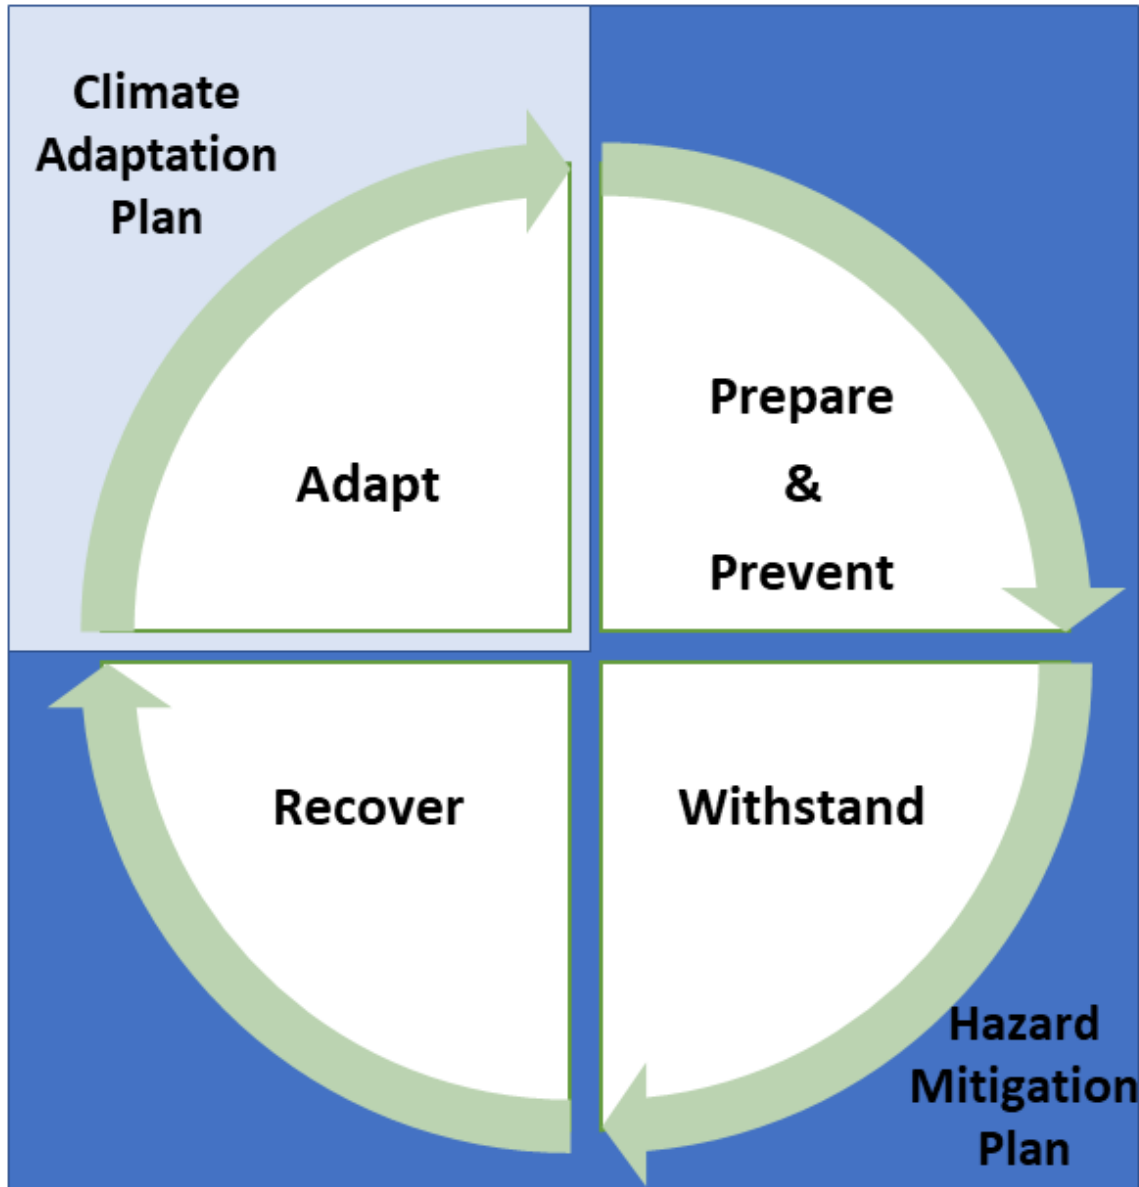 Climate
Adaptation
Plan
Adapt
Prepare
&
Prevent
Recover
Withstand
Hazard
Mitigation
Plan